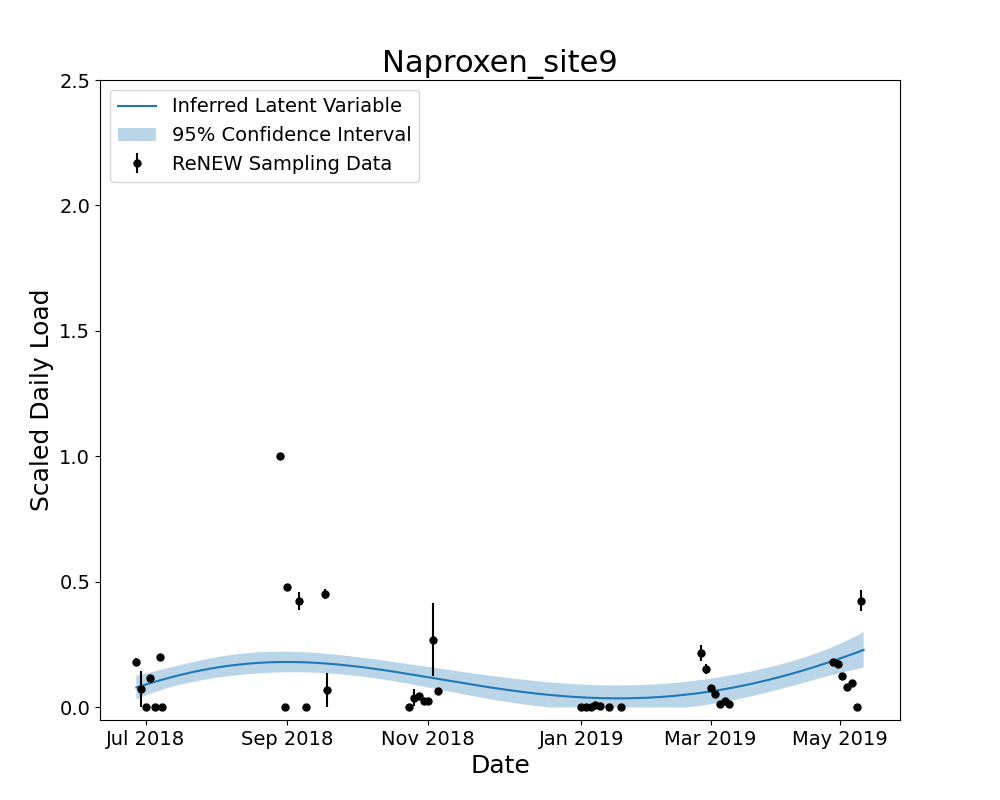 Naproxen_site9
Inferred Latent Variable
95% Confidence Interval
ReNEW Sampling Data
Scaled Daily Load
2.5
2.0
1.5
1.0
0.5
0.0
Jul 2018 Sep 2018 Nov 2018 Jan 2019 Mar 2019 May 2019
Date